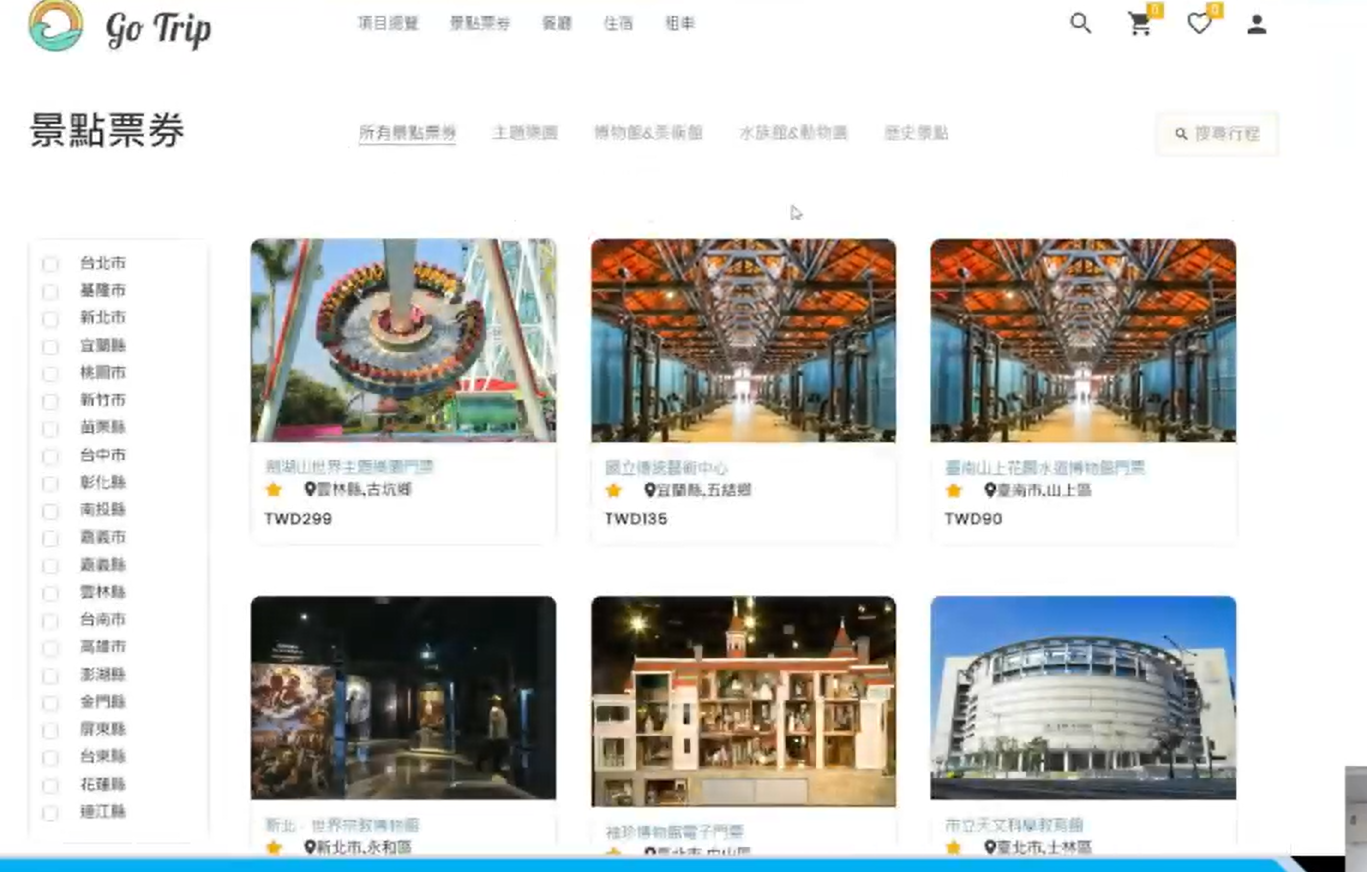 Go Trip
項目總覽 景點票券 餐廳 住宿 租車
0 0
景點票券
所有景點票券 主題樂園 博物館&美術館 水族館&動物園 歷史景點
搜尋行程
台北市
基隆市
新北市
宜蘭縣
桃園市
新竹市
苗栗縣
台中市
彰化縣
南投縣
嘉義市
嘉義縣
雲林縣
台南市
高雄市
澎湖縣
金門縣
屏東縣
台東縣
花蓮縣
連江縣
劍湖山世界主題樂園門票
雲林縣,古坑鄉
TWD299
國立傳統藝術中心
宜蘭縣,五結鄉
TWD135
臺南山上花園水道博物館門票
臺南市,山上區
TWD90
新北・世界宗教博物館
新北市,永和區
袖珍博物館電子門票
臺北市,中山區
市立天文科學教育館
臺北市,士林區